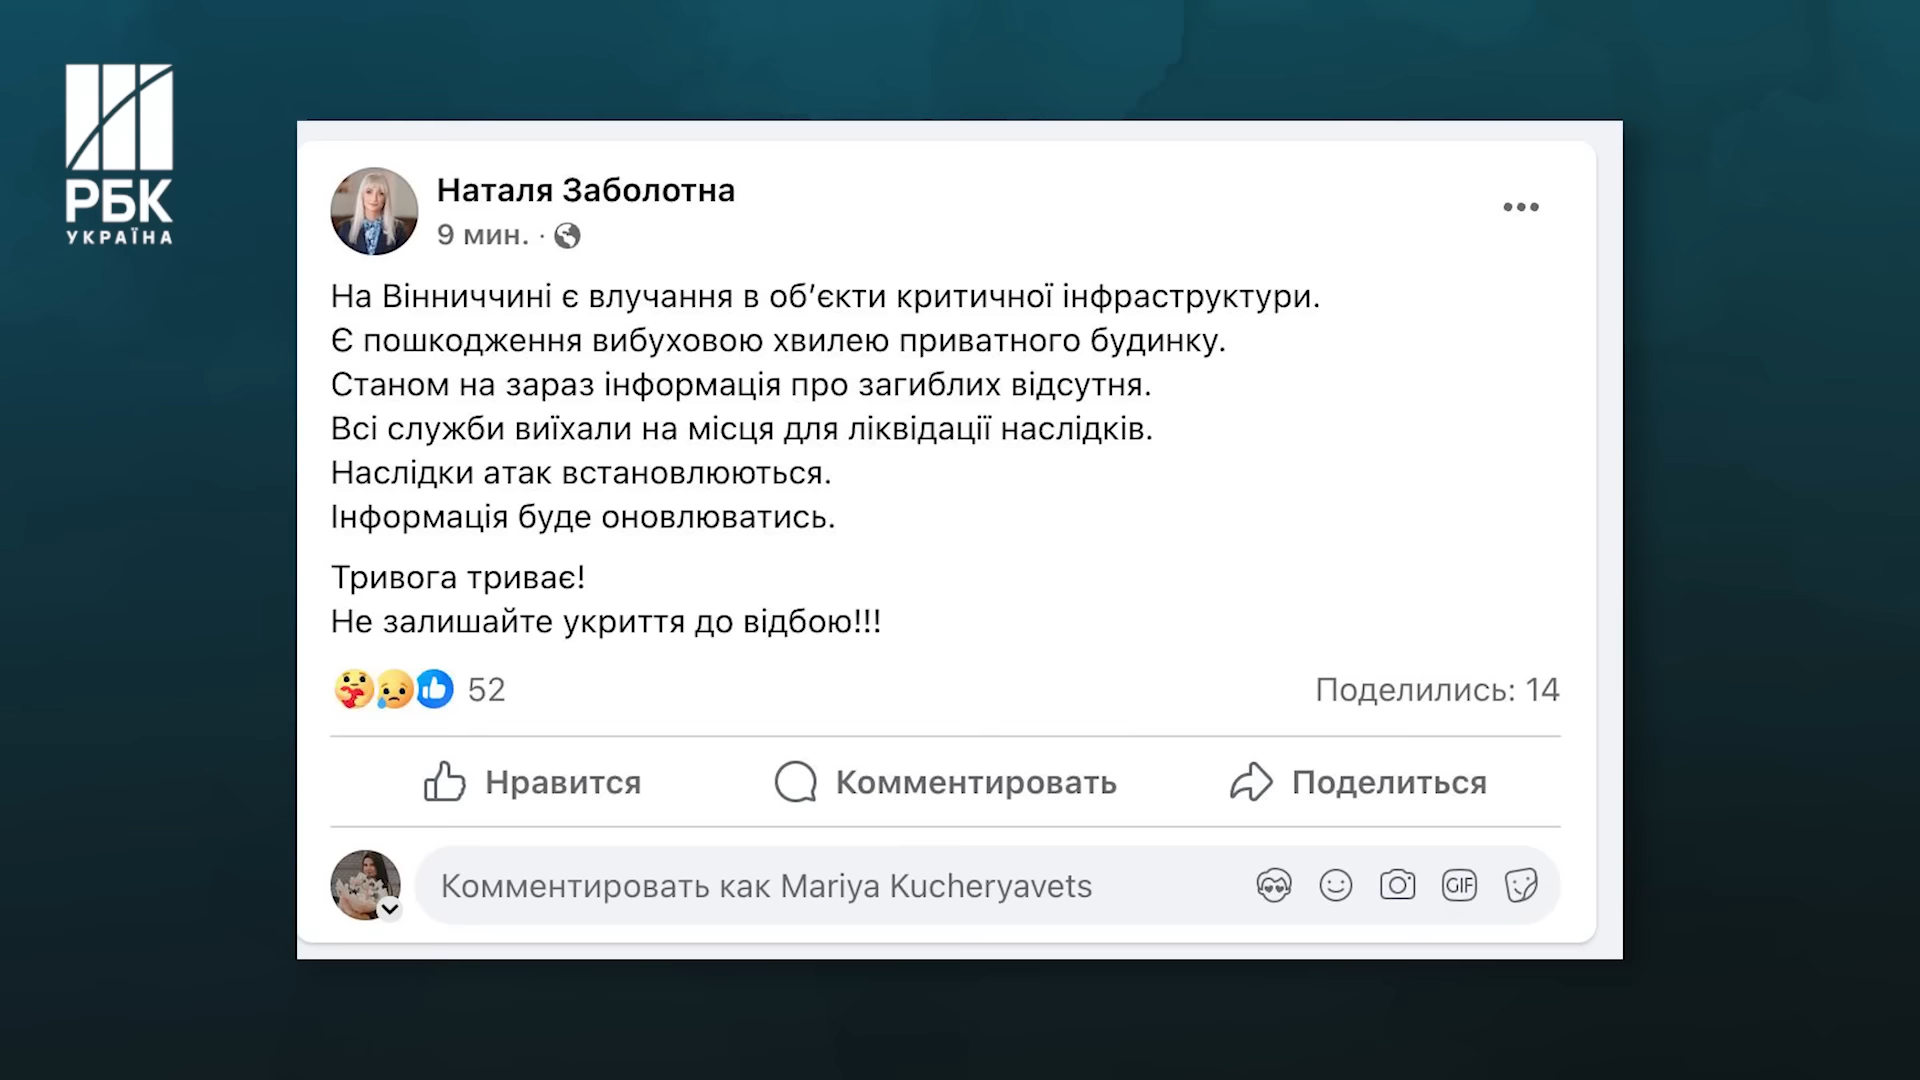 РБК
УКРАЇНА
Наталя Заболотна
9 мин. ·
На Вінниччині є влучання в об’єкти критичної інфраструктури.
Є пошкодження вибуховою хвилею приватного будинку.
Станом на зараз інформація про загиблих відсутня.
Всі служби виїхали на місця для ліквідації наслідків.
Наслідки атак встановлюються.
Інформація буде оновлюватись.
Тривога триває!
Не залишайте укриття до відбою!!!
52
Поделились: 14
Нравится
Комментировать
Поделиться
Комментировать как Mariya Kucheryavets
GIF